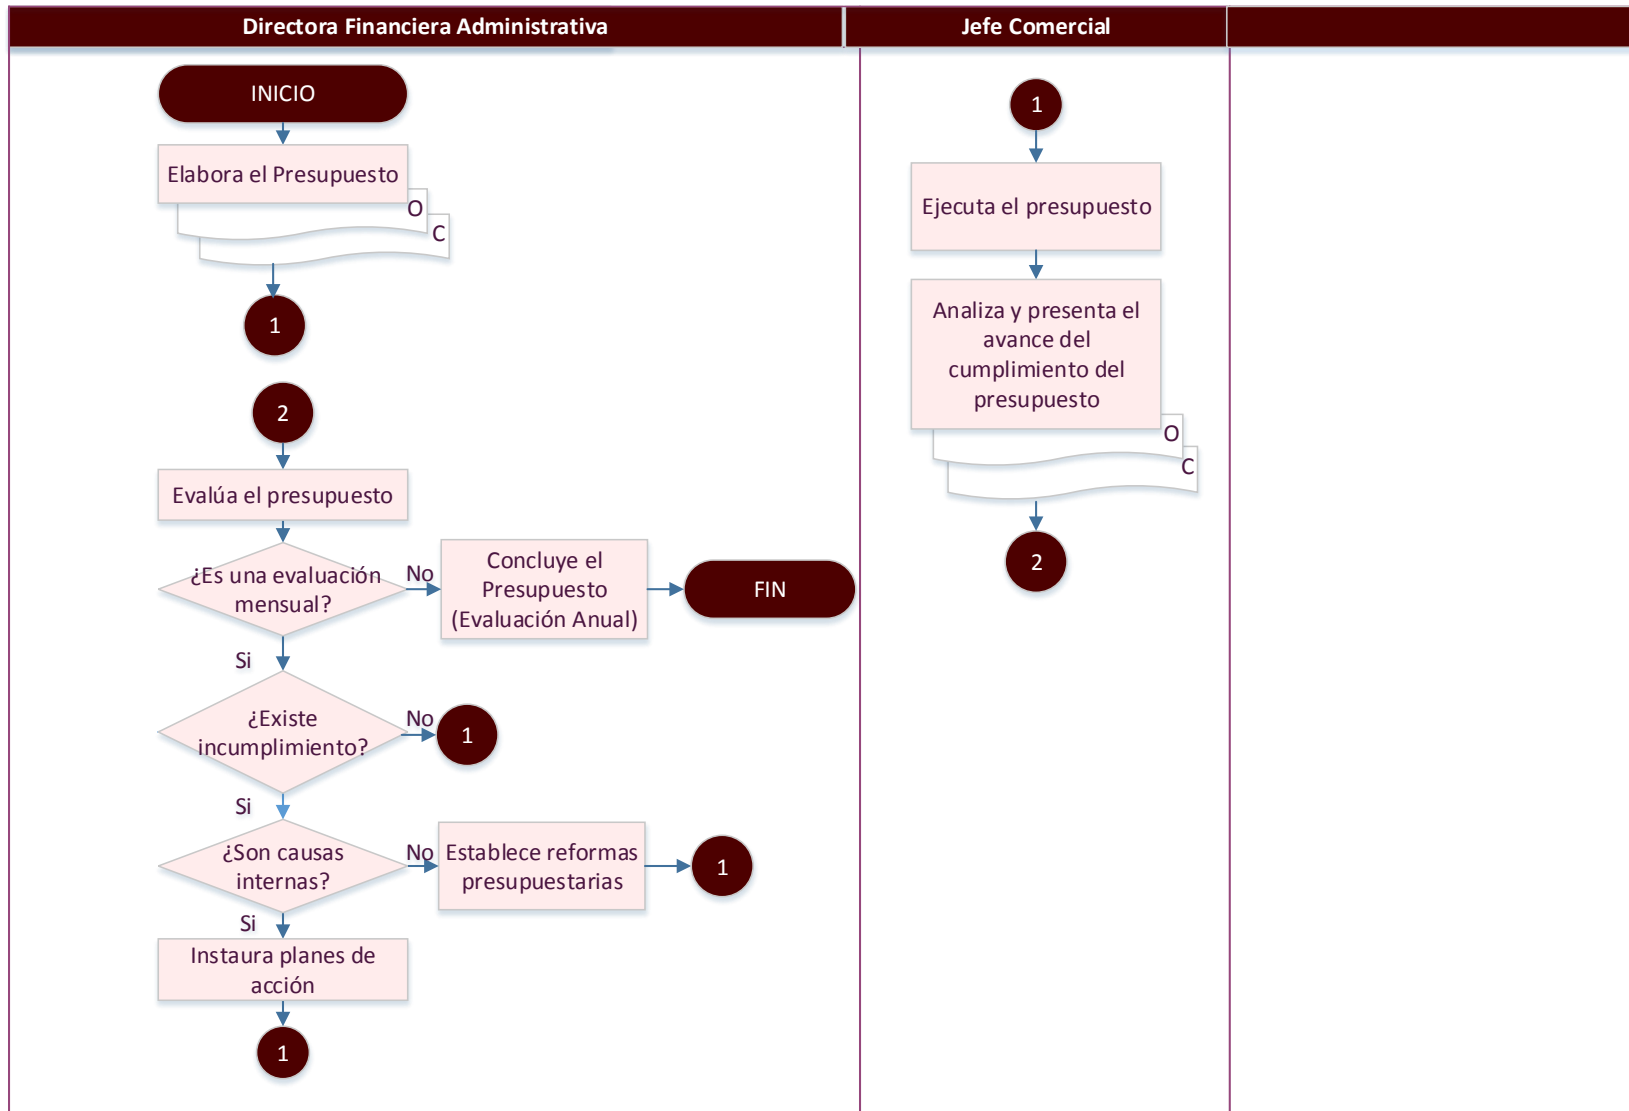 Directora Financiera Administrativa
Jefe Comercial
INICIO
Elabora el Presupuesto
O
C
1
2
Evalúa el presupuesto
¿Es una evaluación
mensual?
No
Concluye el
Presupuesto
(Evaluación Anual)
FIN
Si
¿Existe
incumplimiento?
No
1
Si
¿Son causas
internas?
No
Establece reformas
presupuestarias
1
Si
Instaura planes de
acción
1
1
Ejecuta el presupuesto
Analiza y presenta el
avance del
cumplimiento del
presupuesto
O
C
2